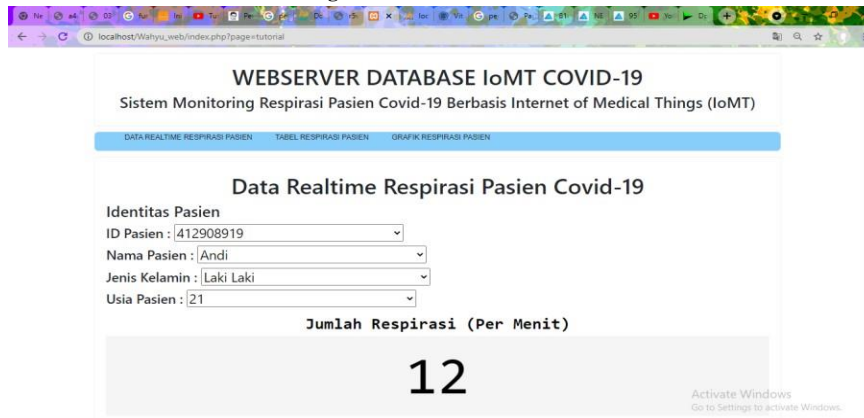 localhost/Wahyu_web/index.php?page=tutorial
WEBSERVER DATABASE IoMT COVID-19
Sistem Monitoring Respirasi Pasien Covid-19 Berbasis Internet of Medical Things (IoMT)
DATA REALTIME RESPIRASI PASIEN TABEL RESPIRASI PASIEN GRAFIK RESPIRASI PASIEN
Data Realtime Respirasi Pasien Covid-19
Identitas Pasien
ID Pasien : 412908919
Nama Pasien : Andi
Jenis Kelamin : Laki Laki
Usia Pasien : 21
Jumlah Respirasi (Per Menit)
12
Activate Windows
Go to Settings to activate Windows.